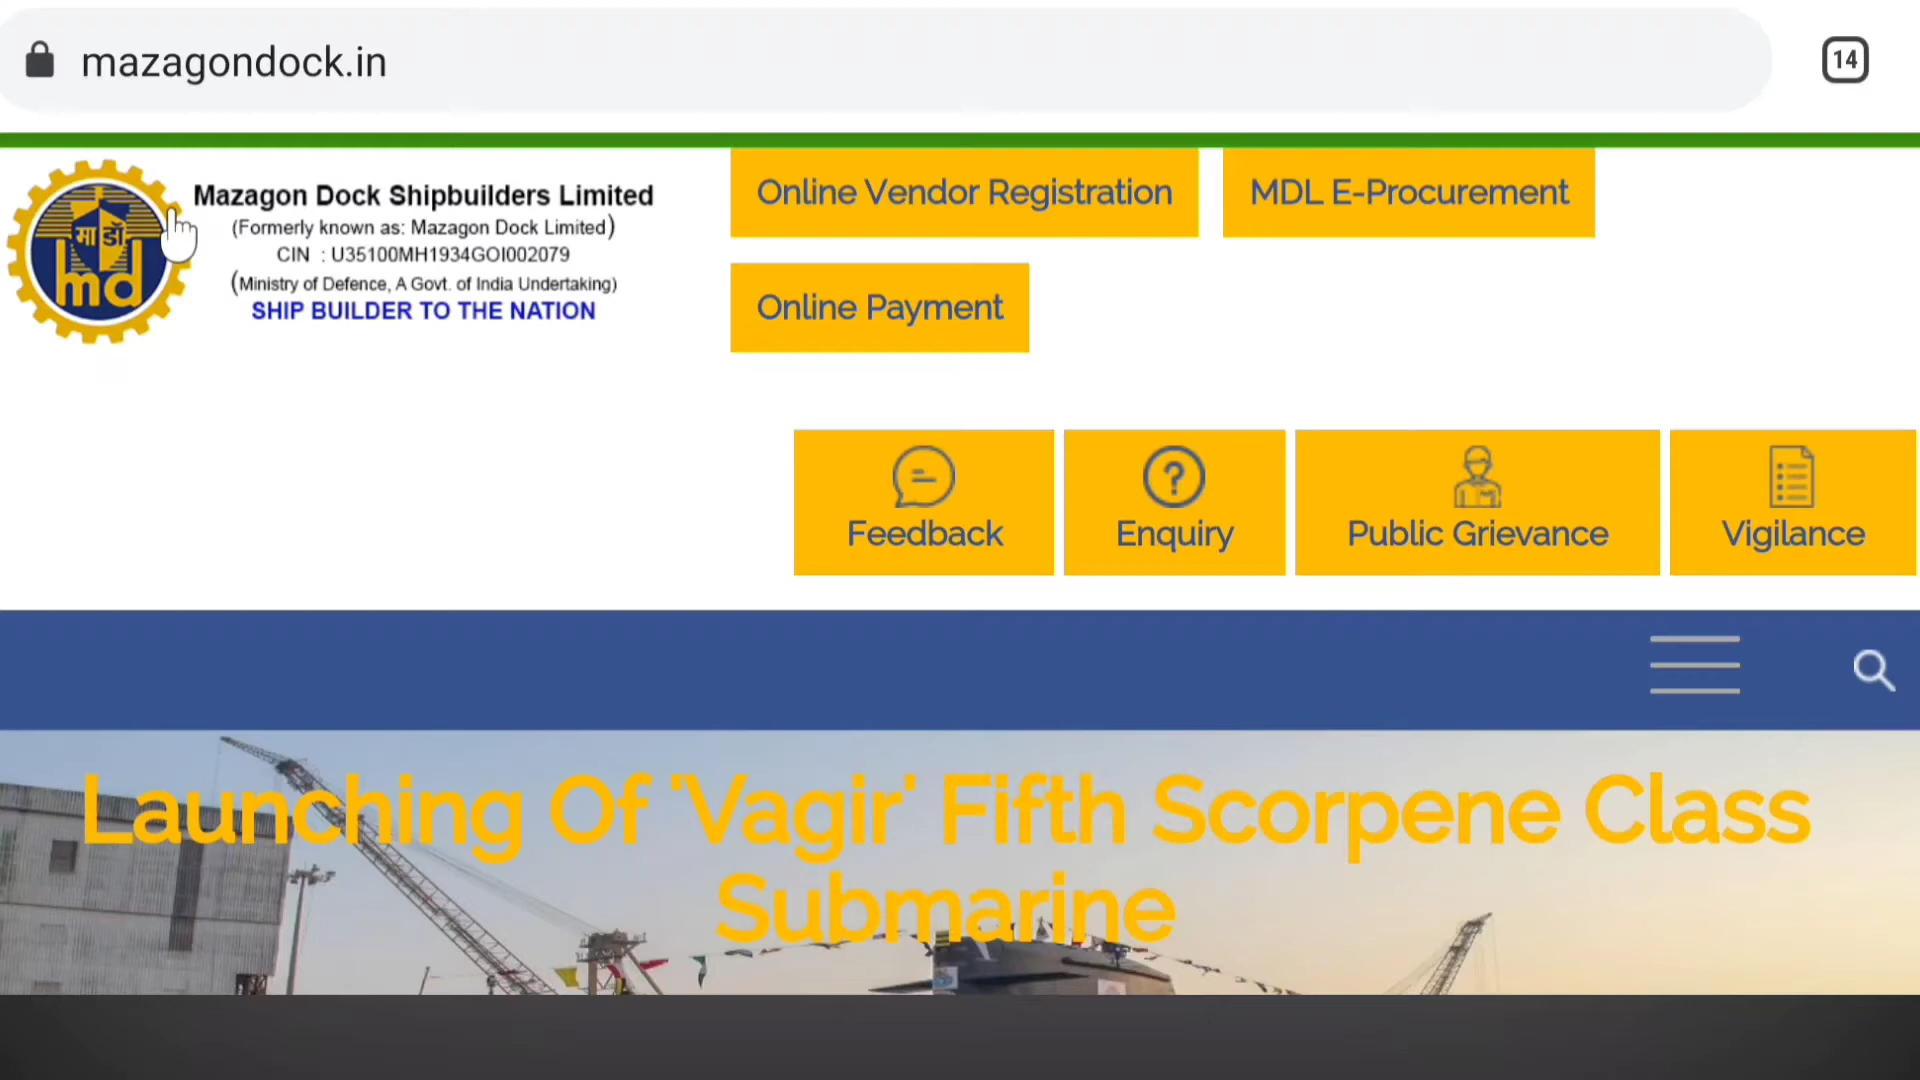 mazagondock.in
14
माडॉ
md
Mazagon Dock Shipbuilders Limited
(Formerly known as: Mazagon Dock Limited)
CIN : U35100MH1934GOI002079
(Ministry of Defence, A Govt. of India Undertaking)
SHIP BUILDER TO THE NATION
Online Vendor Registration
MDL E-Procurement
Online Payment
Feedback
Enquiry
Public Grievance
Vigilance
Launching Of 'Vagir' Fifth Scorpene Class
Submarine